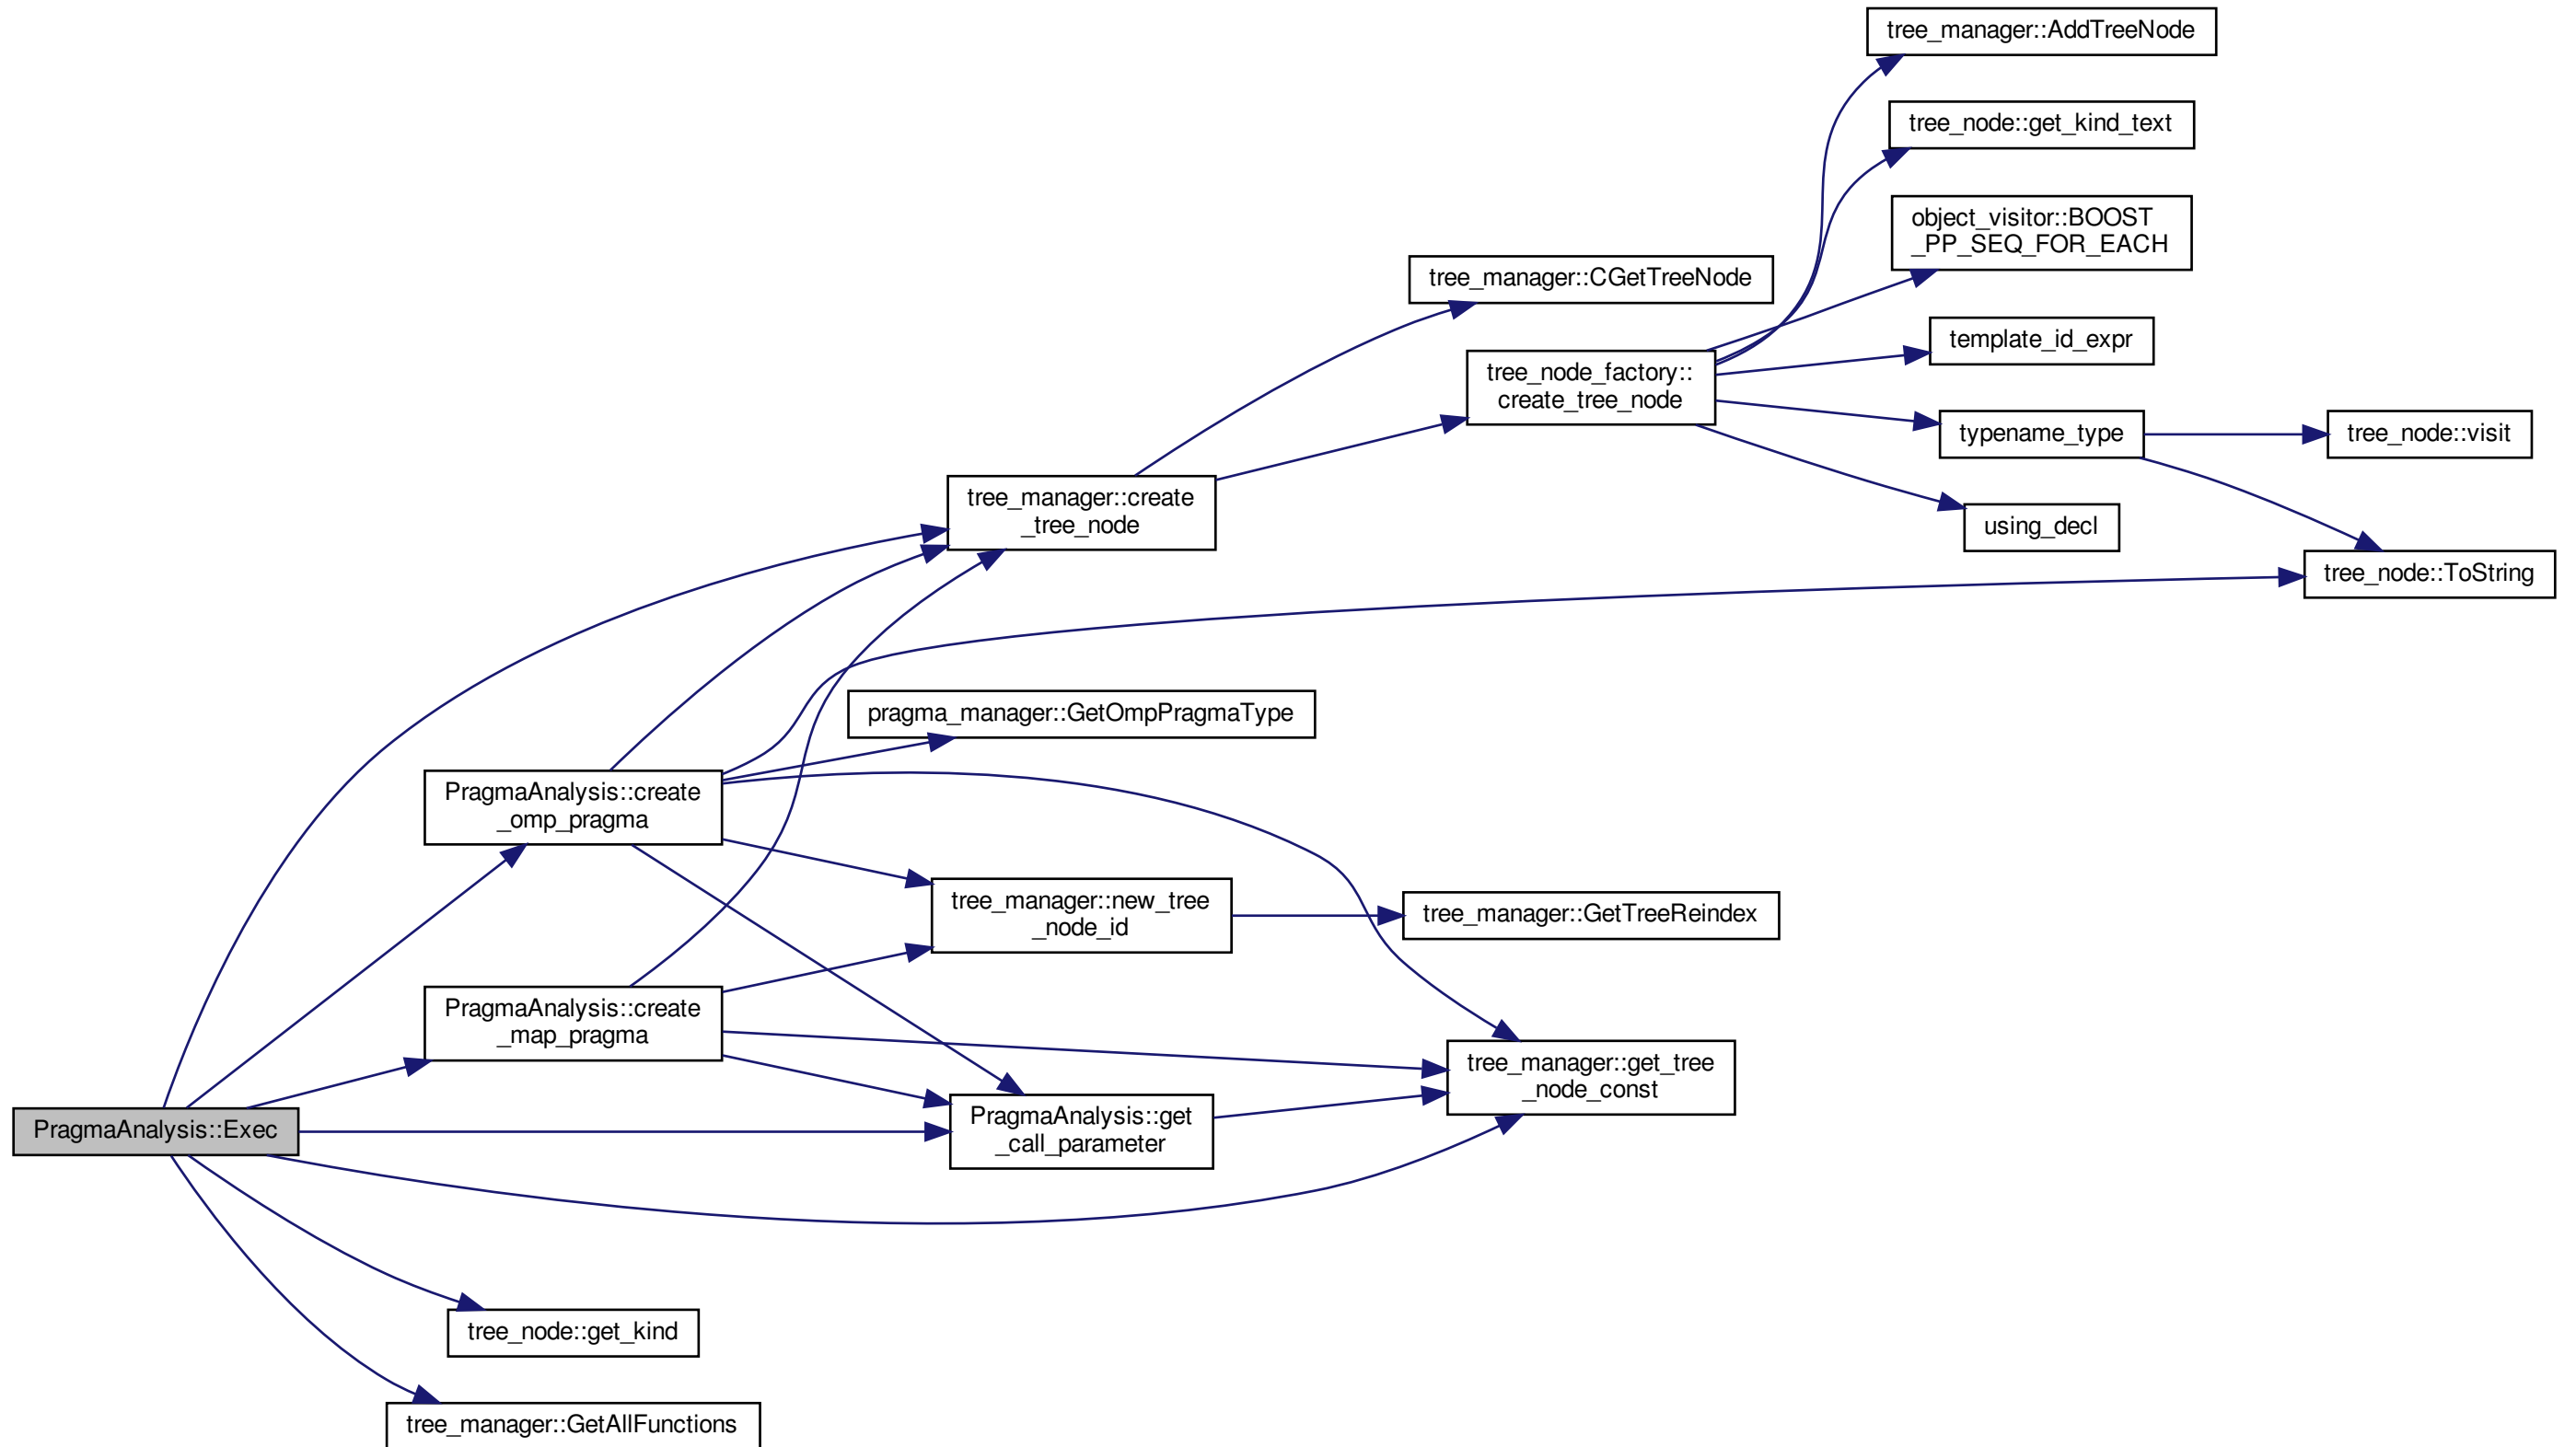 tree_manager::AddTreeNode
tree_node::get_kind_text
object_visitor::BOOST
_PP_SEQ_FOR_EACH
tree_manager::CGetTreeNode
template_id_expr
tree_node_factory::
create_tree_node
typename_type
tree_node::visit
tree_manager::create
_tree_node
using_decl
tree_node::ToString
pragma_manager::GetOmpPragmaType
PragmaAnalysis::create
_omp_pragma
tree_manager::new_tree
_node_id
tree_manager::GetTreeReindex
PragmaAnalysis::create
_map_pragma
tree_manager::get_tree
_node_const
PragmaAnalysis::Exec
PragmaAnalysis::get
_call_parameter
tree_node::get_kind
tree_manager::GetAllFunctions